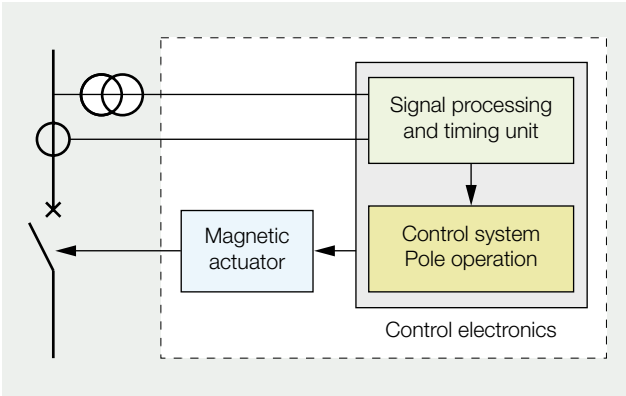 Signal processing
and timing unit
Control system
Pole operation
Magnetic
actuator
Control electronics